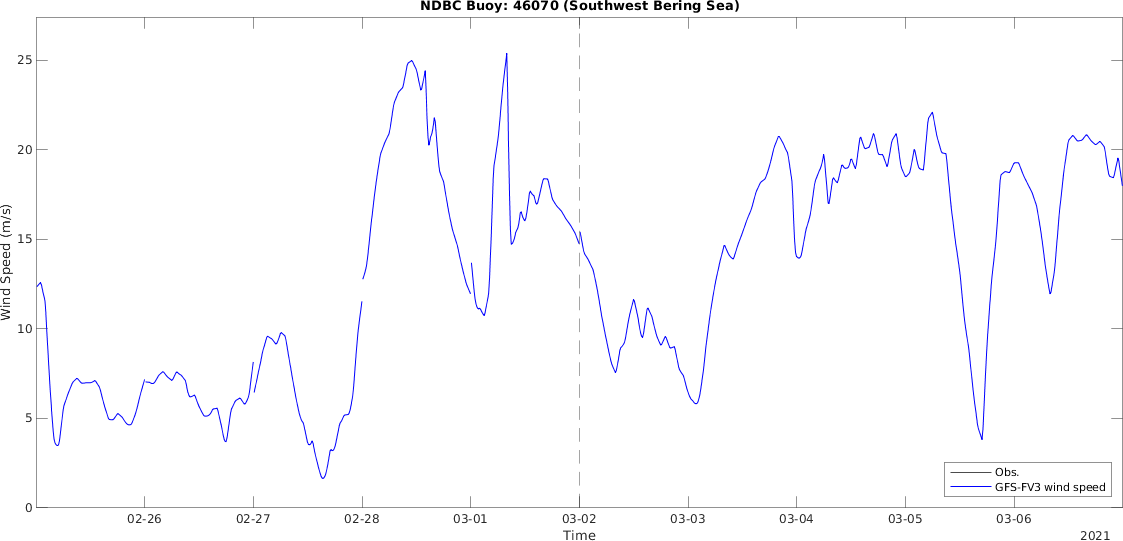 NDBC Buoy: 46070 (Southwest Bering Sea)
25
20
15
10
5
0
Wind Speed (m/s)
Obs.
GFS-FV3 wind speed
02-26 02-27 02-28 03-01 03-02 03-03 03-04 03-05 03-06
Time
2021